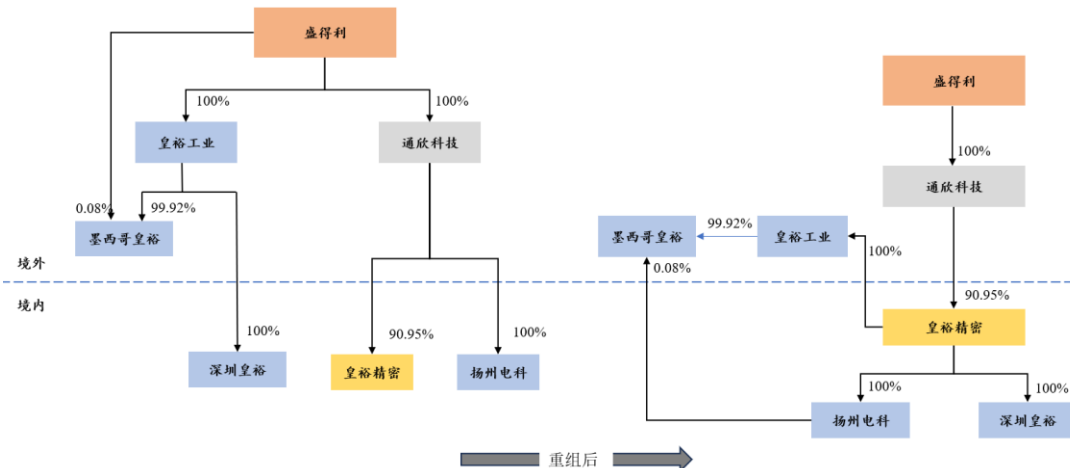 盛得利
100%
100%
皇裕工业
通欣科技
0.08%
99.92%
墨西哥皇裕
境外
境内
100%
90.95%
100%
深圳皇裕
皇裕精密
扬州电科
盛得利
100%
通欣科技
墨西哥皇裕
99.92%
皇裕工业
100%
0.08%
90.95%
皇裕精密
100%
100%
扬州电科
深圳皇裕
重组后